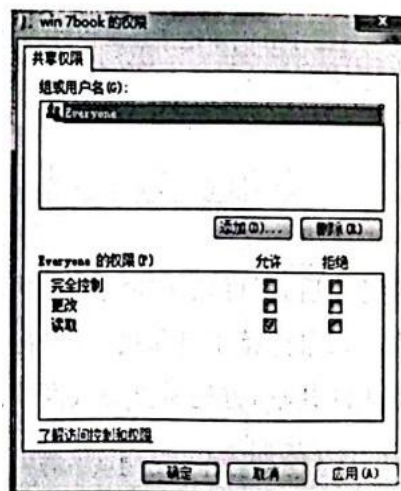 win 7book 的权限
共享权限
组或用户名(G):
Everyone
添加(D)... 删除(R)
Everyone 的权限(P) 允许 拒绝
完全控制
更改
读取
了解访问控制和权限
确定 取消 应用(A)